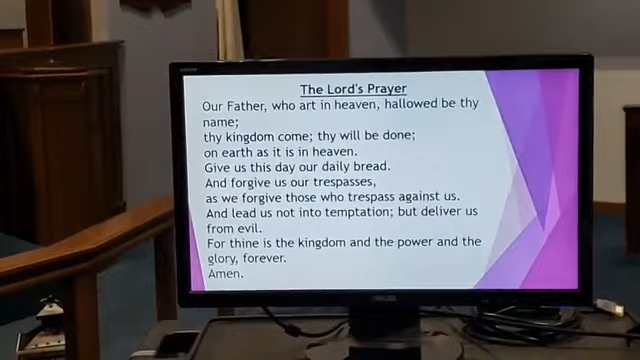 The Lord's Prayer
Our Father, who art in heaven, hallowed be thy
name;
thy kingdom come; thy will be done;
on earth as it is in heaven.
Give us this day our daily bread.
And forgive us our trespasses,
as we forgive those who trespass against us.
And lead us not into temptation; but deliver us
from evil.
For thine is the kingdom and the power and the
glory, forever.
Amen.